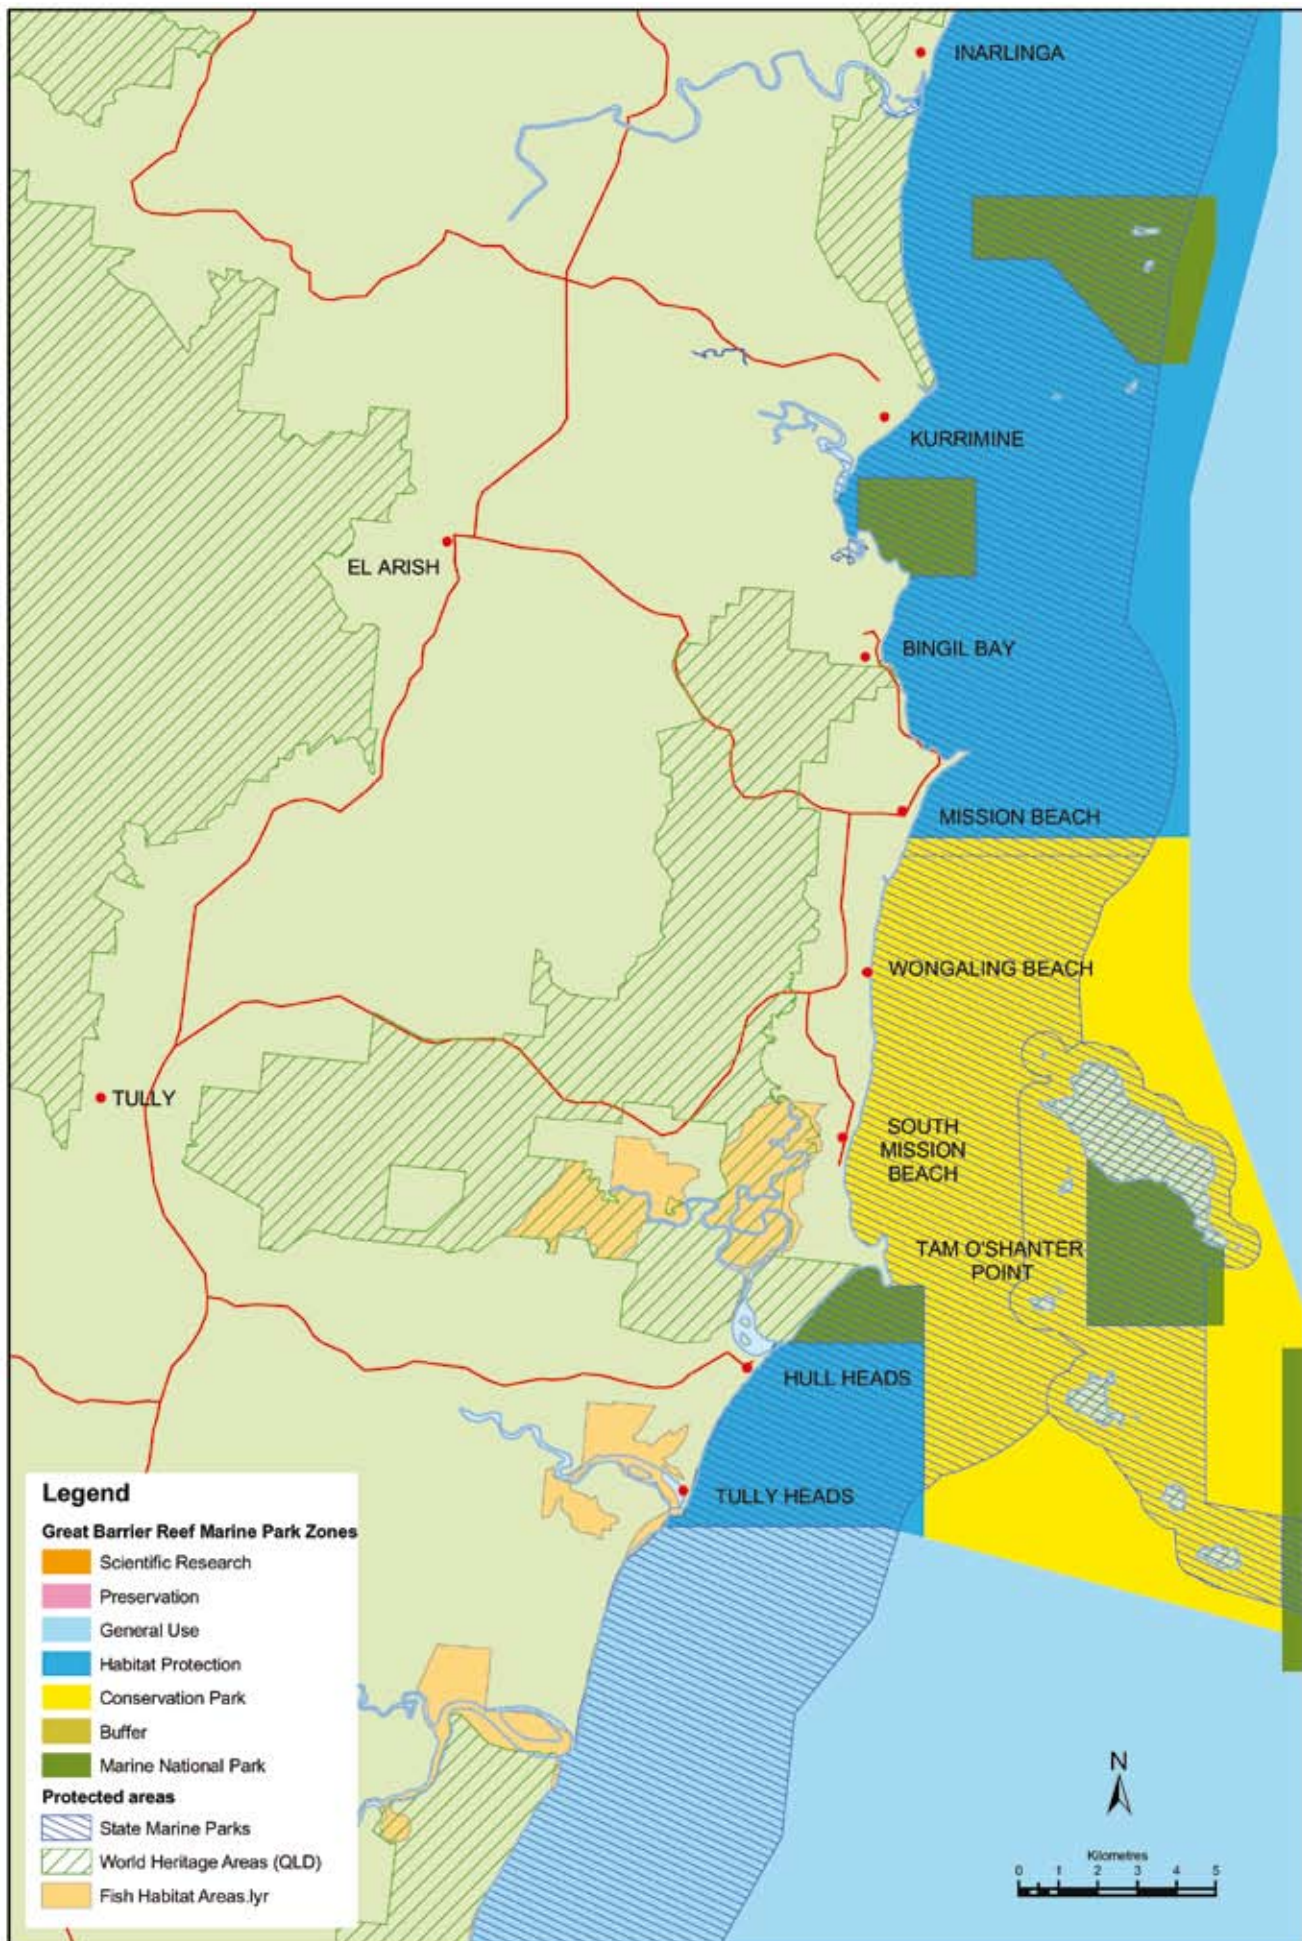 INARLINGA
KURRIMINE
EL ARISH
BINGIL BAY
MISSION BEACH
WONGALING BEACH
TULLY
SOUTH
MISSION
BEACH
TAM O'SHANTER
POINT
HULL HEADS
TULLY HEADS
Legend
Great Barrier Reef Marine Park Zones
Scientific Research
Preservation
General Use
Habitat Protection
Conservation Park
Buffer
Marine National Park
Protected areas
State Marine Parks
World Heritage Areas (QLD)
Fish Habitat Areas.lyr
N
Kilometres
0 1 2 3 4 5